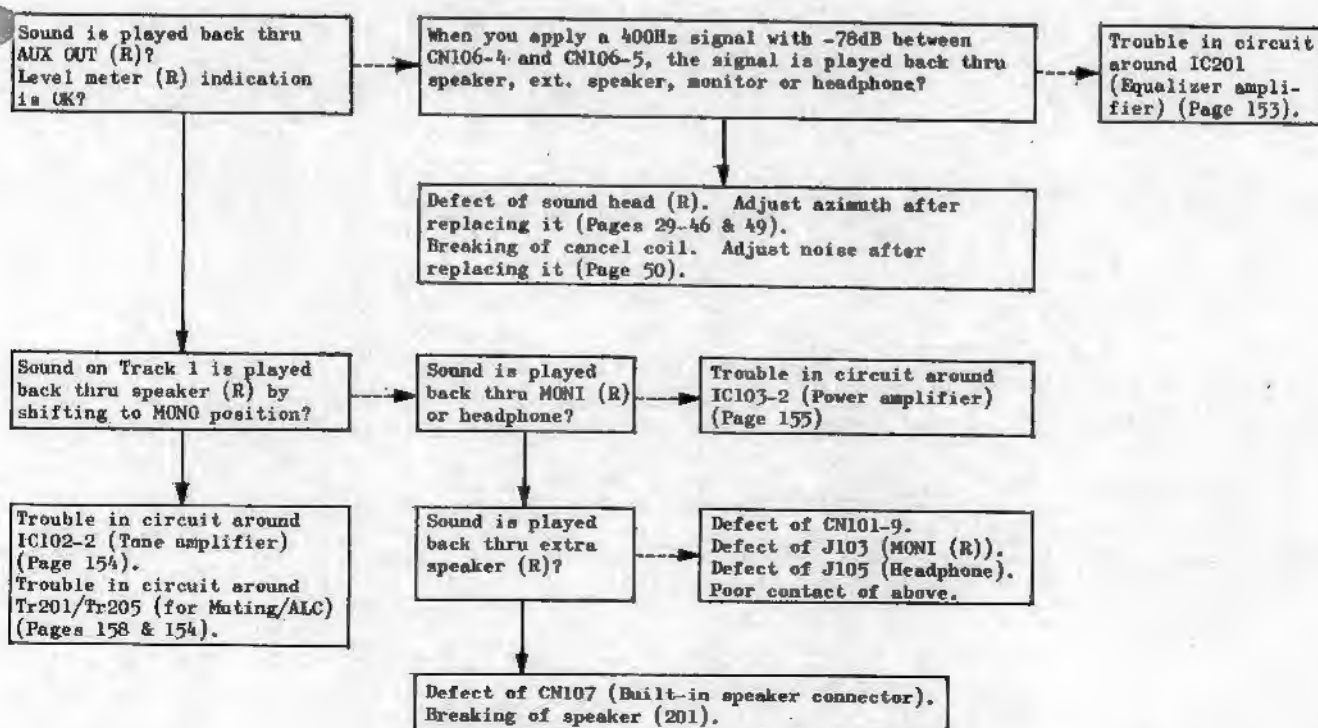 Sound is played back thru
AUX OUT (R)?
Level meter (R) indication
is OK?
When you apply a 400Hz signal with -78dB between
CN106-4 and CN106-5, the signal is played back thru
speaker, ext. speaker, monitor or headphone?
Trouble in circuit
around IC201
(Equalizer ampli-
fier) (Page 153).
Defect of sound head (R). Adjust azimuth after
replacing it (Pages 29-46 & 49).
Breaking of cancel coil. Adjust noise after
replacing it (Page 50).
Sound on Track 1 is played
back thru speaker (R) by
shifting to MONO position?
Sound is played
back thru MONI (R)
or headphone?
Trouble in circuit around
IC103-2 (Power amplifier)
(Page 155)
Trouble in circuit around
IC102-2 (Tone amplifier)
(Page 154).
Trouble in circuit around
Tr201/Tr205 (for Muting/ALC)
(Pages 158 & 154).
Sound is played
back thru extra
speaker (R)?
Defect of CN101-9.
Defect of J103 (MONI (R)).
Defect of J105 (Headphone).
Poor contact of above.
Defect of CN107 (Built-in speaker connector).
Breaking of speaker (201).